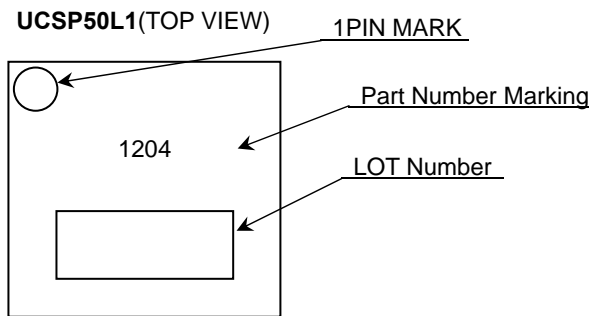 UCSP50L1(TOP VIEW)
1PIN MARK
Part Number Marking
1204
LOT Number